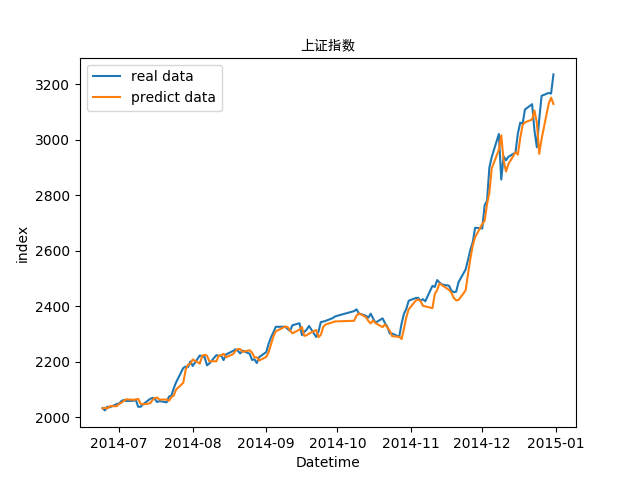 上证指数
real data
predict data
3200
3000
2800
2600
2400
2200
2000
index
2014-07 2014-08 2014-09 2014-10 2014-11 2014-12 2015-01
Datetime